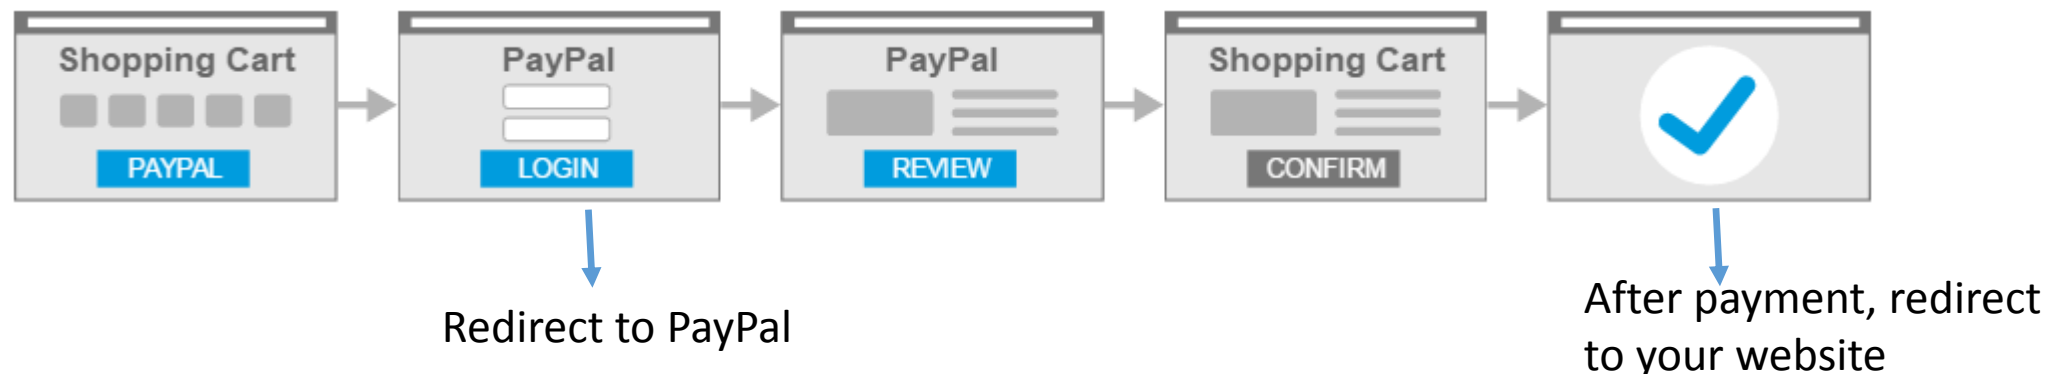 Shopping Cart
PAYPAL
PayPal
LOGIN
PayPal
REVIEW
Shopping Cart
CONFIRM
Redirect to PayPal
After payment, redirect
to your website